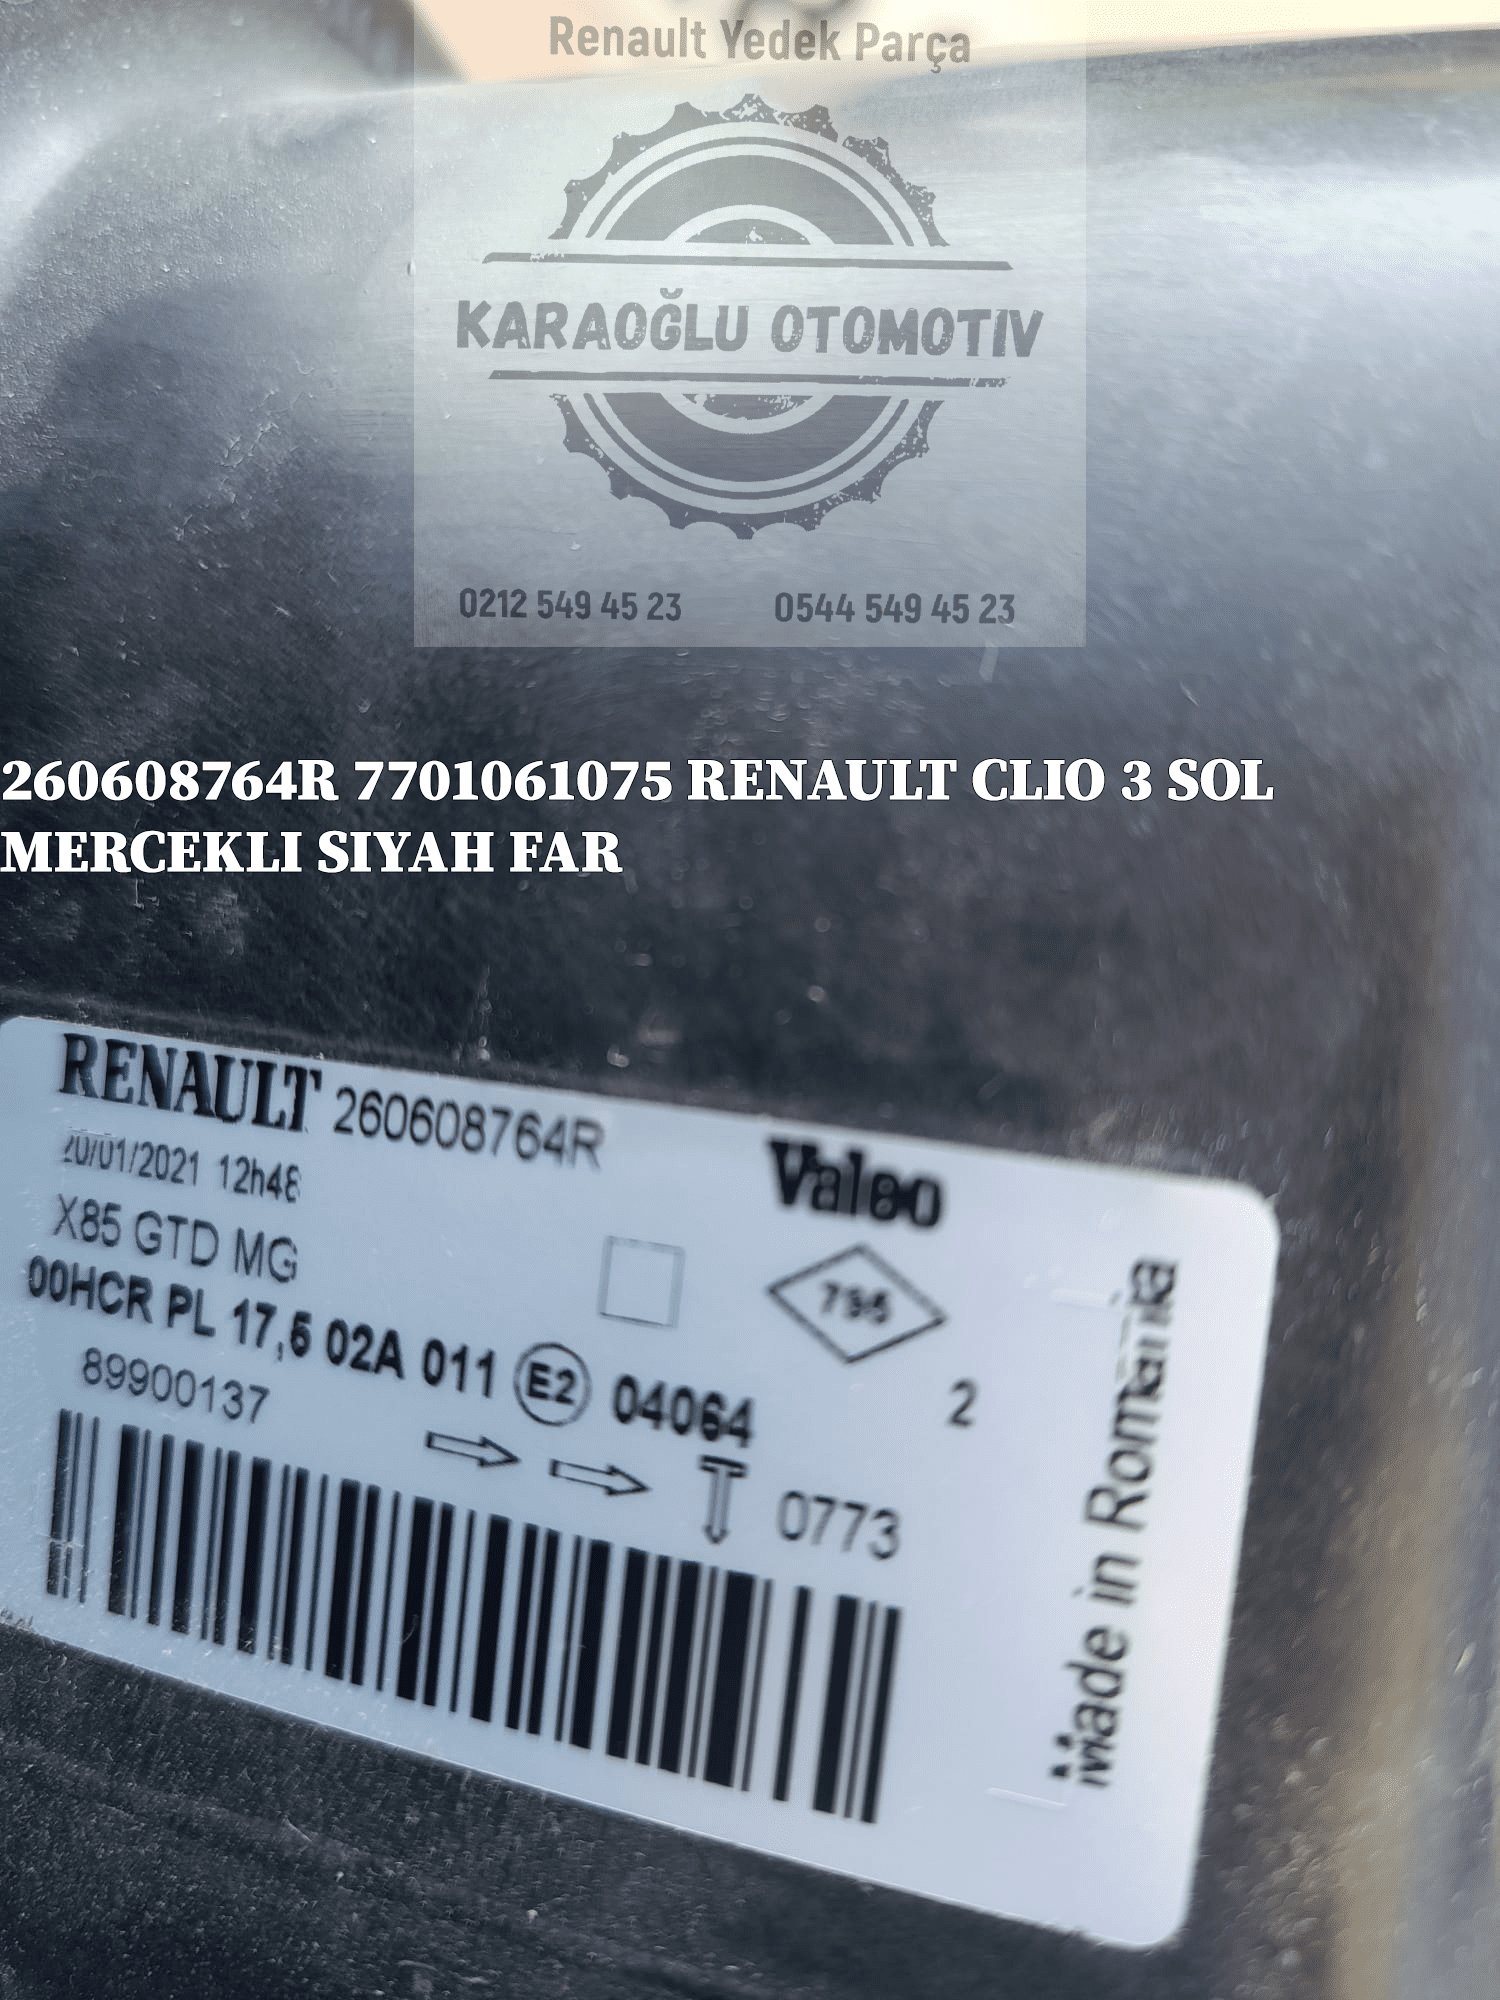 Renault Yedek Parça
KARAOĞLU OTOMOTIV
0212 549 45 23 0544 549 45 23
260608764R 7701061075 RENAULT CLIO 3 SOL
MERCEKLI SIYAH FAR
RENAULT 260608764R
Valeo
20/01/2021 12h48
X85 GTD MG
795
00HCR PL 17,5 02A 011 E2 04064
2
89900137
0773
Made in Romania